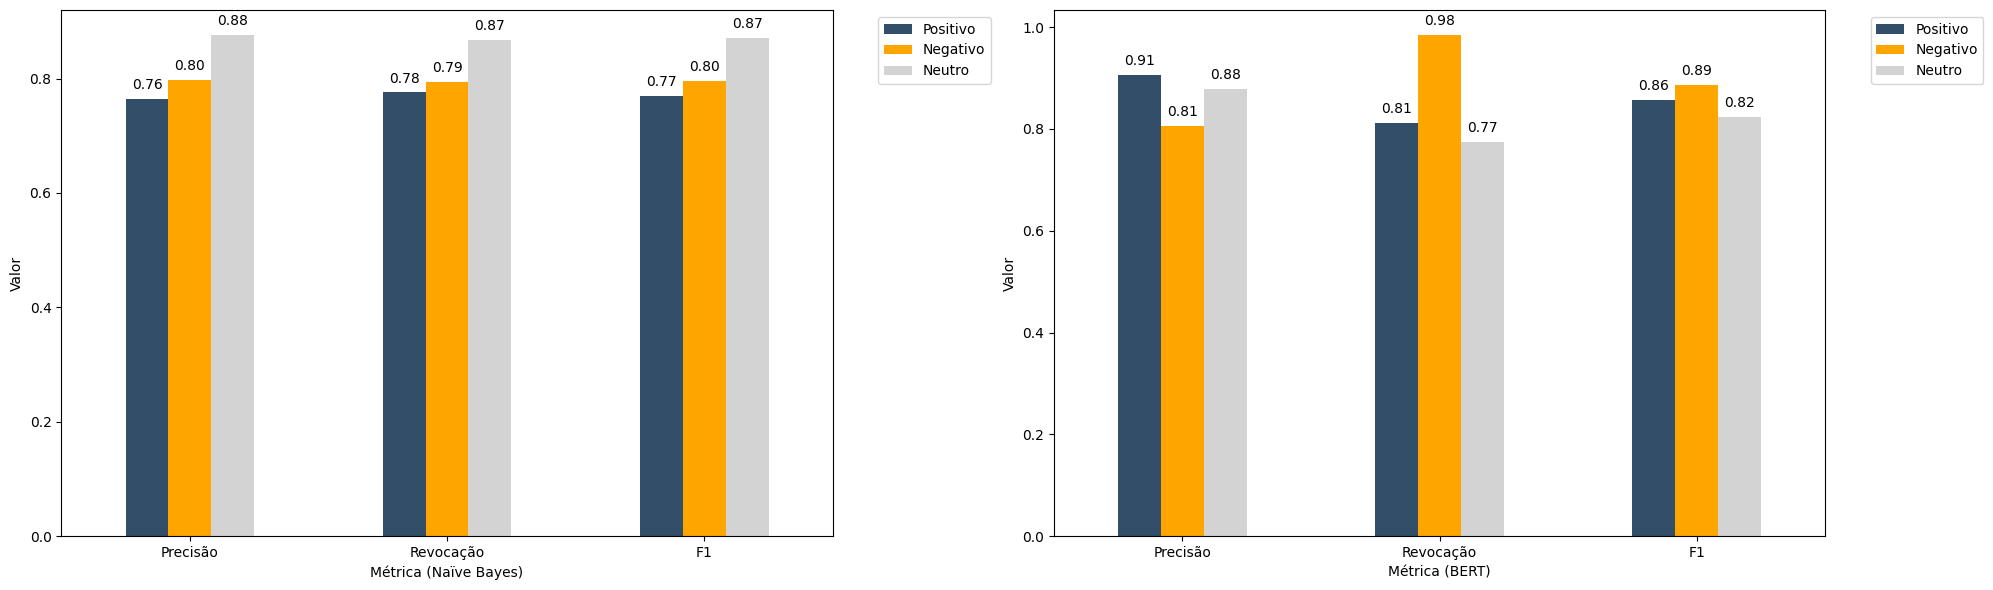 0.88
0.87
0.87
0.80
0.76
0.79
0.78
0.80
0.77
0.8
0.6
0.4
0.2
0.0
Valor
Precisão
Revocação
F1
Métrica (Naïve Bayes)
Positivo
Negativo
Neutro
0.98
0.91
0.88
0.81
0.81
0.77
0.89
0.86
0.82
1.0
0.8
0.6
0.4
0.2
0.0
Valor
Precisão
Revocação
F1
Métrica (BERT)
Positivo
Negativo
Neutro